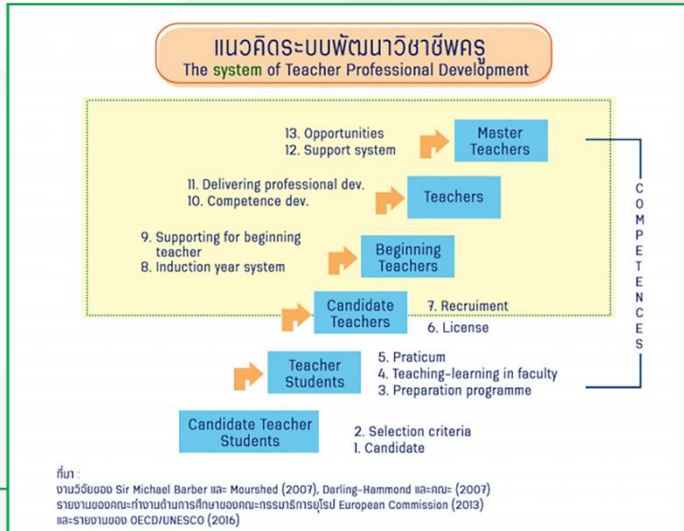 แนวคิดระบบพัฒนาวิชาชีพครู
The system of Teacher Professional Development
13. Opportunities
12. Support system
Master
Teachers
11. Delivering professional dev.
10. Competence dev.
Teachers
9. Supporting for beginning
teacher
8. Induction year system
Beginning
Teachers
Candidate
Teachers
7. Recruiment
6. License
Teacher
Students
5. Praticum
4. Teaching-learning in faculty
3. Preparation programme
Candidate Teacher
Students
2. Selection criteria
1. Candidate
COMPETENCES
ที่มา :
งานวิจัยของ Sir Michael Barber และ Mourshed (2007), Darling-Hammond และคณะ (2007)
รายงานของคณะทำงานด้านการศึกษาของคณะกรรมาธิการยุโรป European Commission (2013)
และรายงานของ OECD/UNESCO (2016)